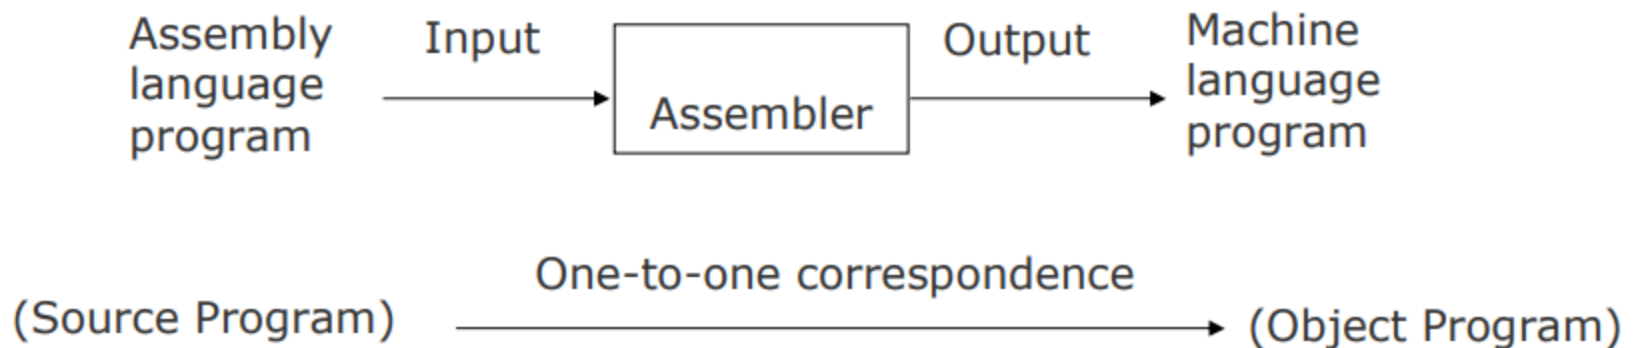 Assembly
language
program
Input
Assembler
Output
Machine
language
program
One-to-one correspondence
(Source Program)
(Object Program)